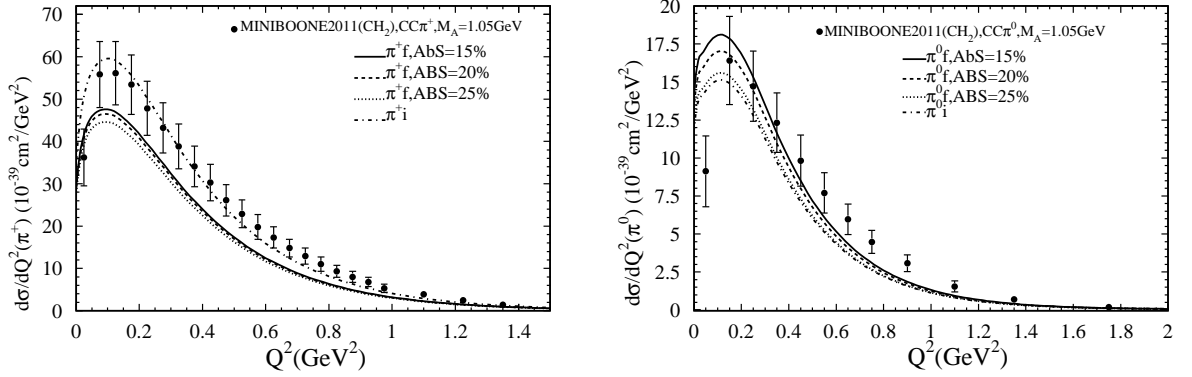 MINIBOONE2011(CH₂),CCπ⁺,M_A=1.05GeV
π⁺f,AbS=15%
π⁺f,ABS=20%
π⁺f,ABS=25%
π⁺i
dσ/dQ²(π⁺) (10⁻³⁹cm²/GeV²)
70
60
50
40
30
20
10
0
0 0.2 0.4 0.6 0.8 1 1.2 1.4
Q²(GeV²)
MINIBOONE2011(CH₂),CCπ⁰,M_A=1.05GeV
π⁰f,AbS=15%
π⁰f,ABS=20%
π⁰f,ABS=25%
π⁰i
dσ/dQ²(π⁰) (10⁻³⁹cm²/GeV²)
20
17.5
15
12.5
10
7.5
5
2.5
0
0 0.2 0.4 0.6 0.8 1 1.2 1.4 1.6 1.8 2
Q²(GeV²)